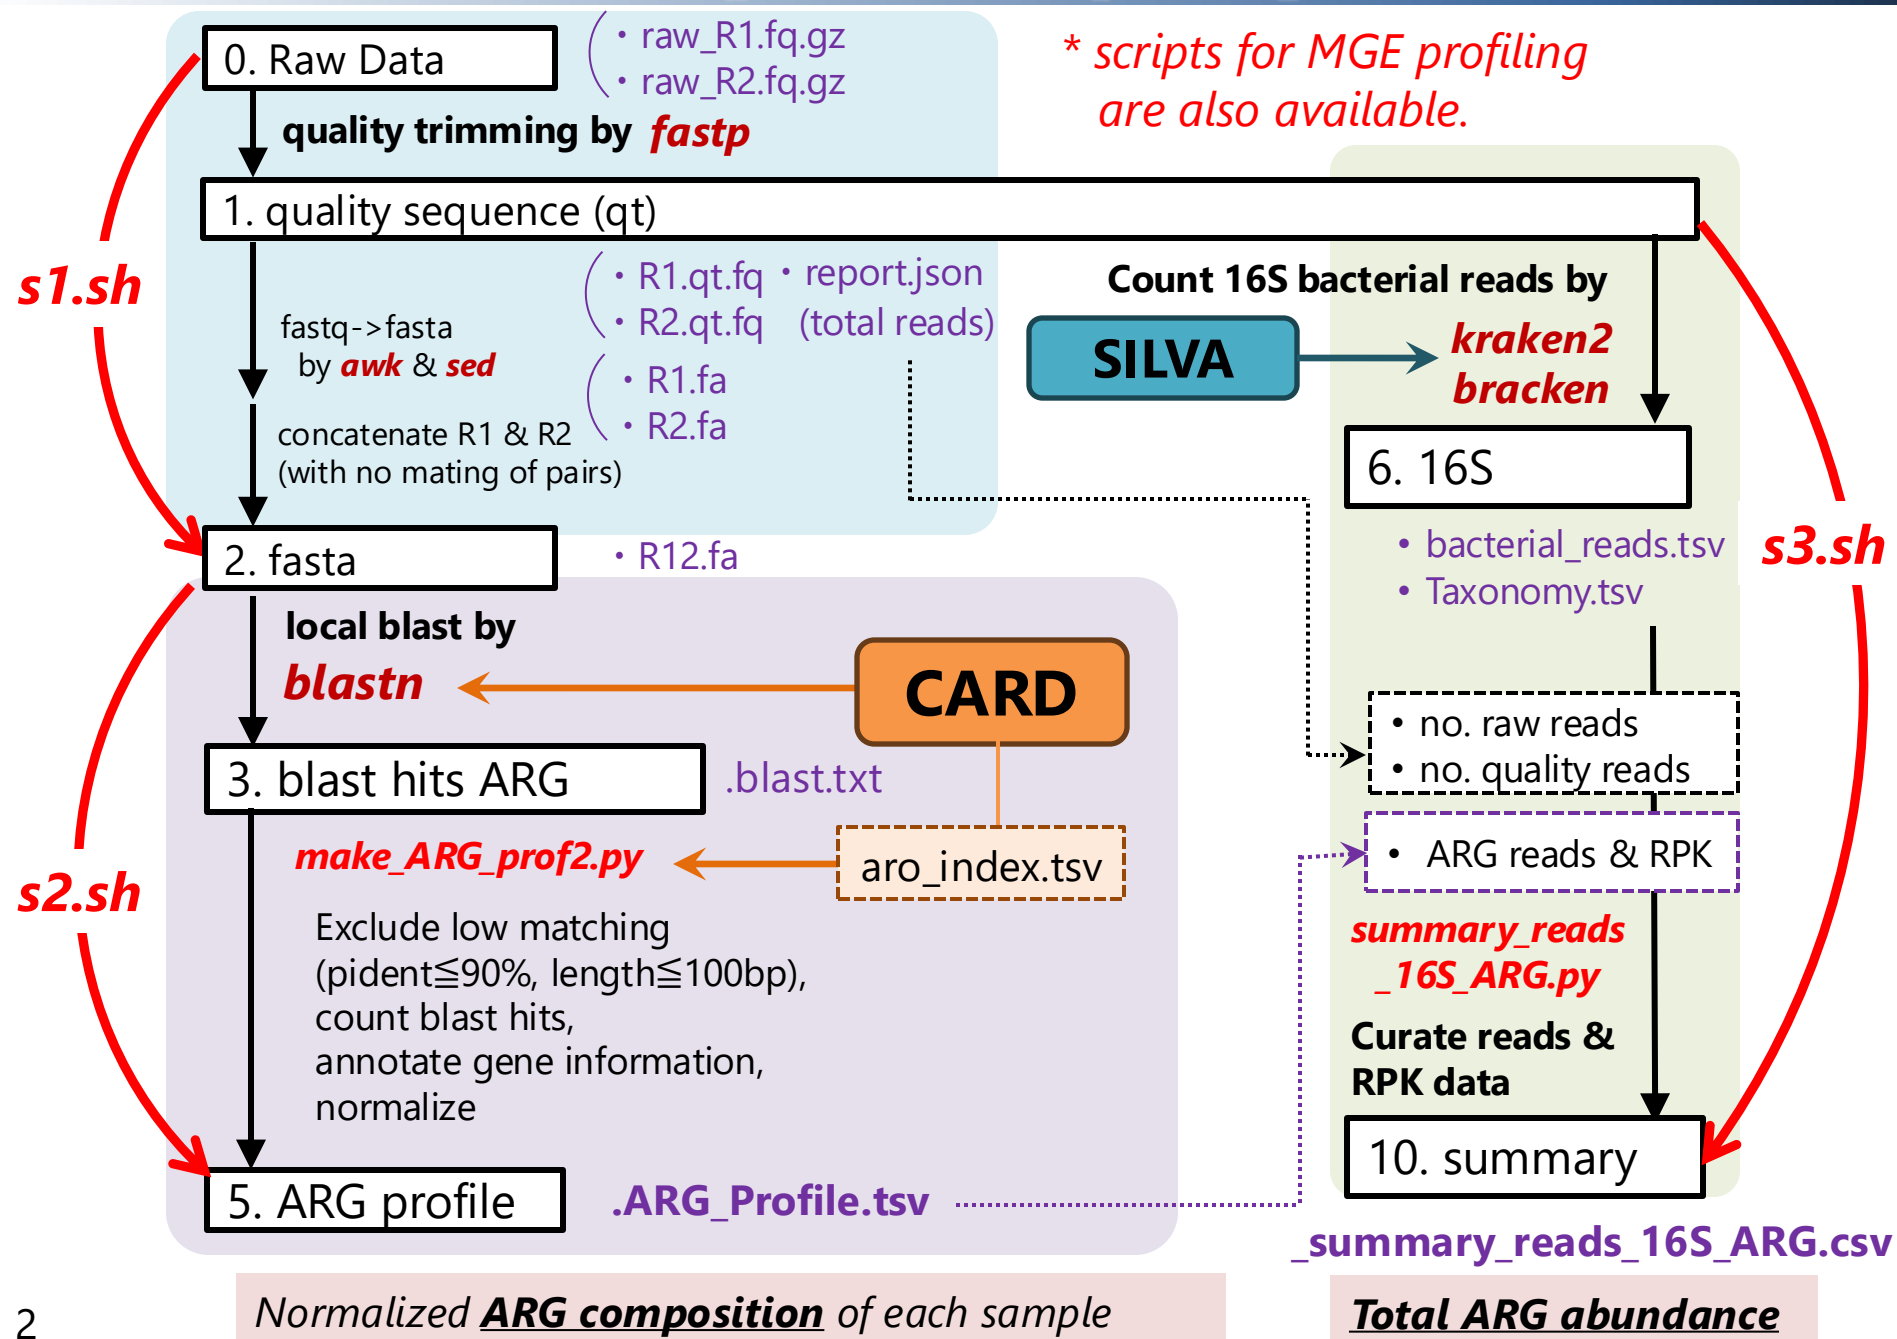 0. Raw Data
・raw_R1.fq.gz
・raw_R2.fq.gz
* scripts for MGE profiling
are also available.
quality trimming by fastp
1. quality sequence (qt)
s1.sh
・R1.qt.fq ・report.json
・R2.qt.fq (total reads)
fastq->fasta
by awk & sed
・R1.fa
・R2.fa
concatenate R1 & R2
(with no mating of pairs)
Count 16S bacterial reads by
SILVA
kraken2
bracken
6. 16S
• bacterial_reads.tsv
• Taxonomy.tsv
s3.sh
2. fasta
・R12.fa
local blast by
blastn
CARD
3. blast hits ARG
.blast.txt
• no. raw reads
• no. quality reads
make_ARG_prof2.py
aro_index.tsv
• ARG reads & RPK
s2.sh
Exclude low matching
(pident≦90%, length≦100bp),
count blast hits,
annotate gene information,
normalize
summary_reads
_16S_ARG.py
Curate reads &
RPK data
10. summary
5. ARG profile
.ARG_Profile.tsv
_summary_reads_16S_ARG.csv
Normalized ARG composition of each sample
Total ARG abundance
2